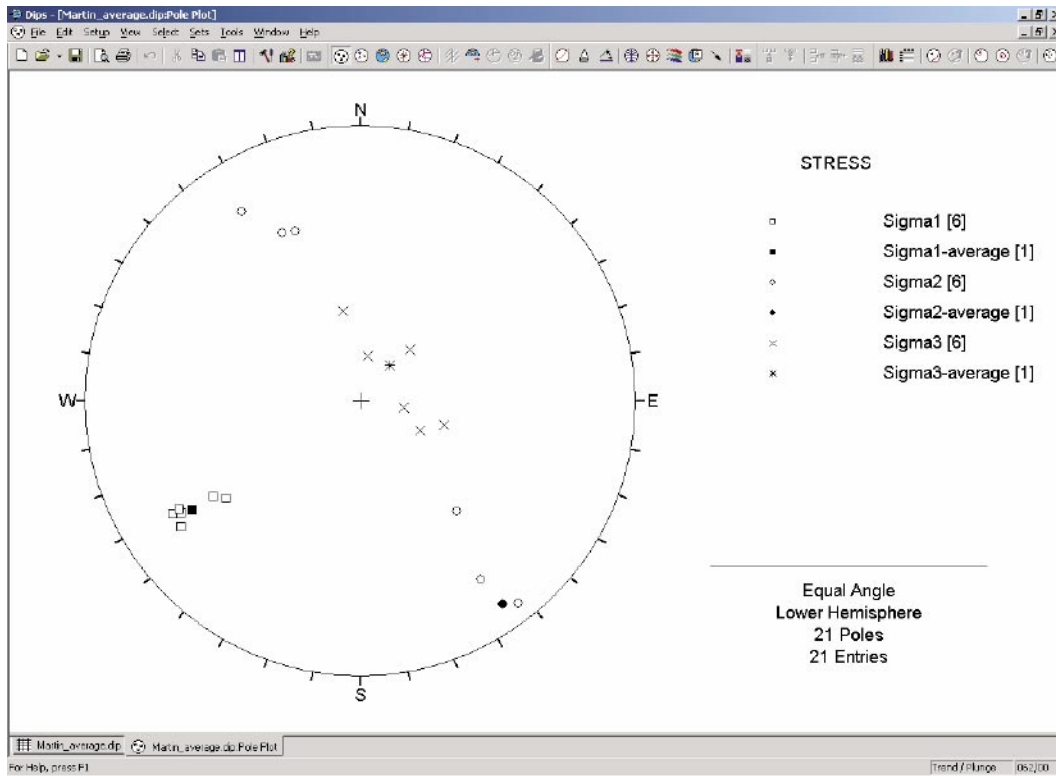 Dips - [Martin_average.dip:Pole Plot]
File Edit Setup View Select Sets Tools Window Help
N
W
E
S
STRESS
Sigma1 [6]
Sigma1-average [1]
Sigma2 [6]
Sigma2-average [1]
Sigma3 [6]
Sigma3-average [1]
Equal Angle
Lower Hemisphere
21 Poles
21 Entries
Martin_average.dip
Martin_average.dip:Pole Plot
For Help, press F1
Trend / Plunge
062/00